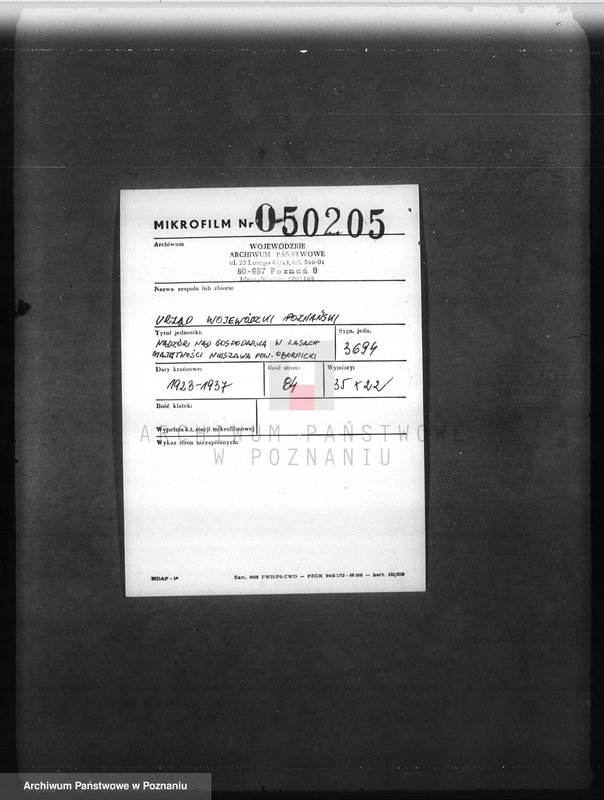 MIKROFILM Nr 0-50205
Archiwum
WOJEWÓDZKIE
ARCHIWUM PAŃSTWOWE
ul. 23 Lutego 41/43, tel. 546-01
60-967 Poznań 9
Nazwa zespołu lub zbioru:
URZĄD WOJEWÓDZKI POZNAŃSKI
Tytuł jednostki:
NADZÓR NAD GOSPODARKĄ W LASACH
MAJĘTNOŚCI NIESZAWA POW. OBORNICKI
Sygn. jedn.
3694
Daty krańcowe:
1923-1937
Ilość stron:
84
Wymiary:
35 x 22
Ilość klatek:
Wypełnia k.t. stacji mikrofilmowej
Wykaz stron niezapisanych:
ARCHIWUM PAŃSTWOWE
W POZNANIU
NDAP - 1*
Archiwum Państwowe w Poznaniu